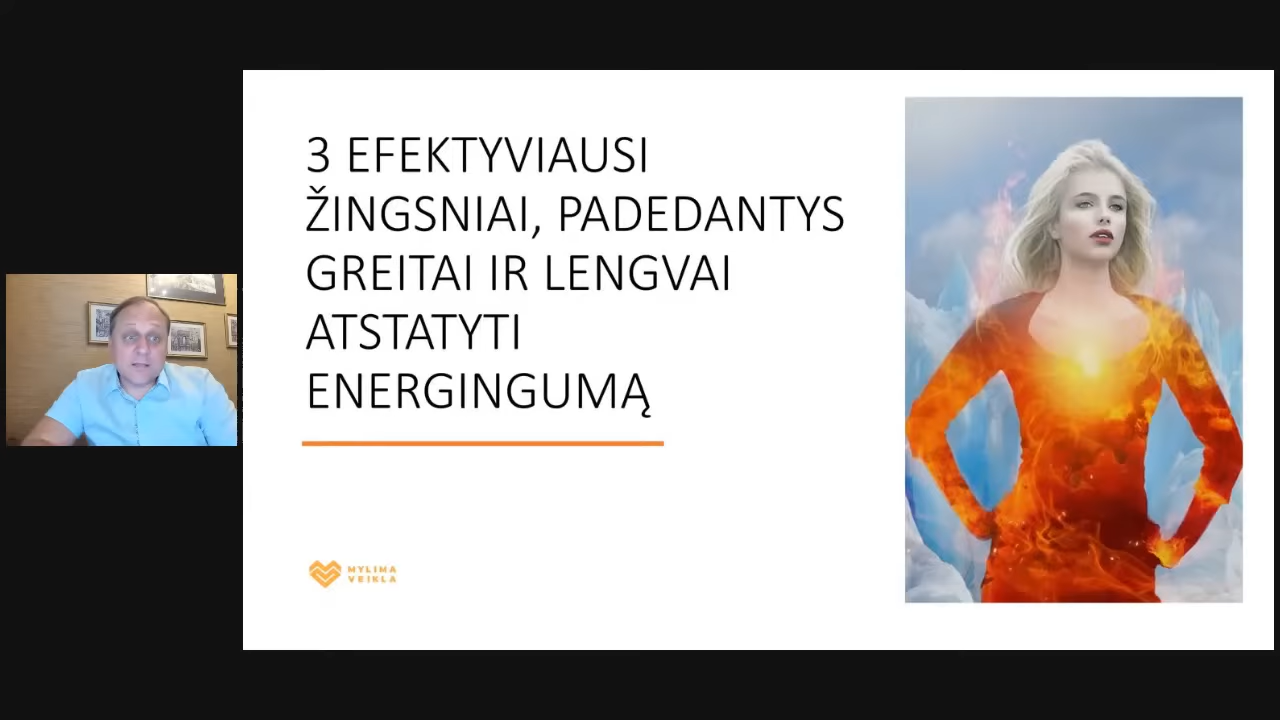 3 EFEKTYVIAUSI
ŽINGSNIAI, PADEDANTYS
GREITAI IR LENGVAI
ATSTATYTI
ENERGINGUMĄ
MYLIMA
VEIKLA